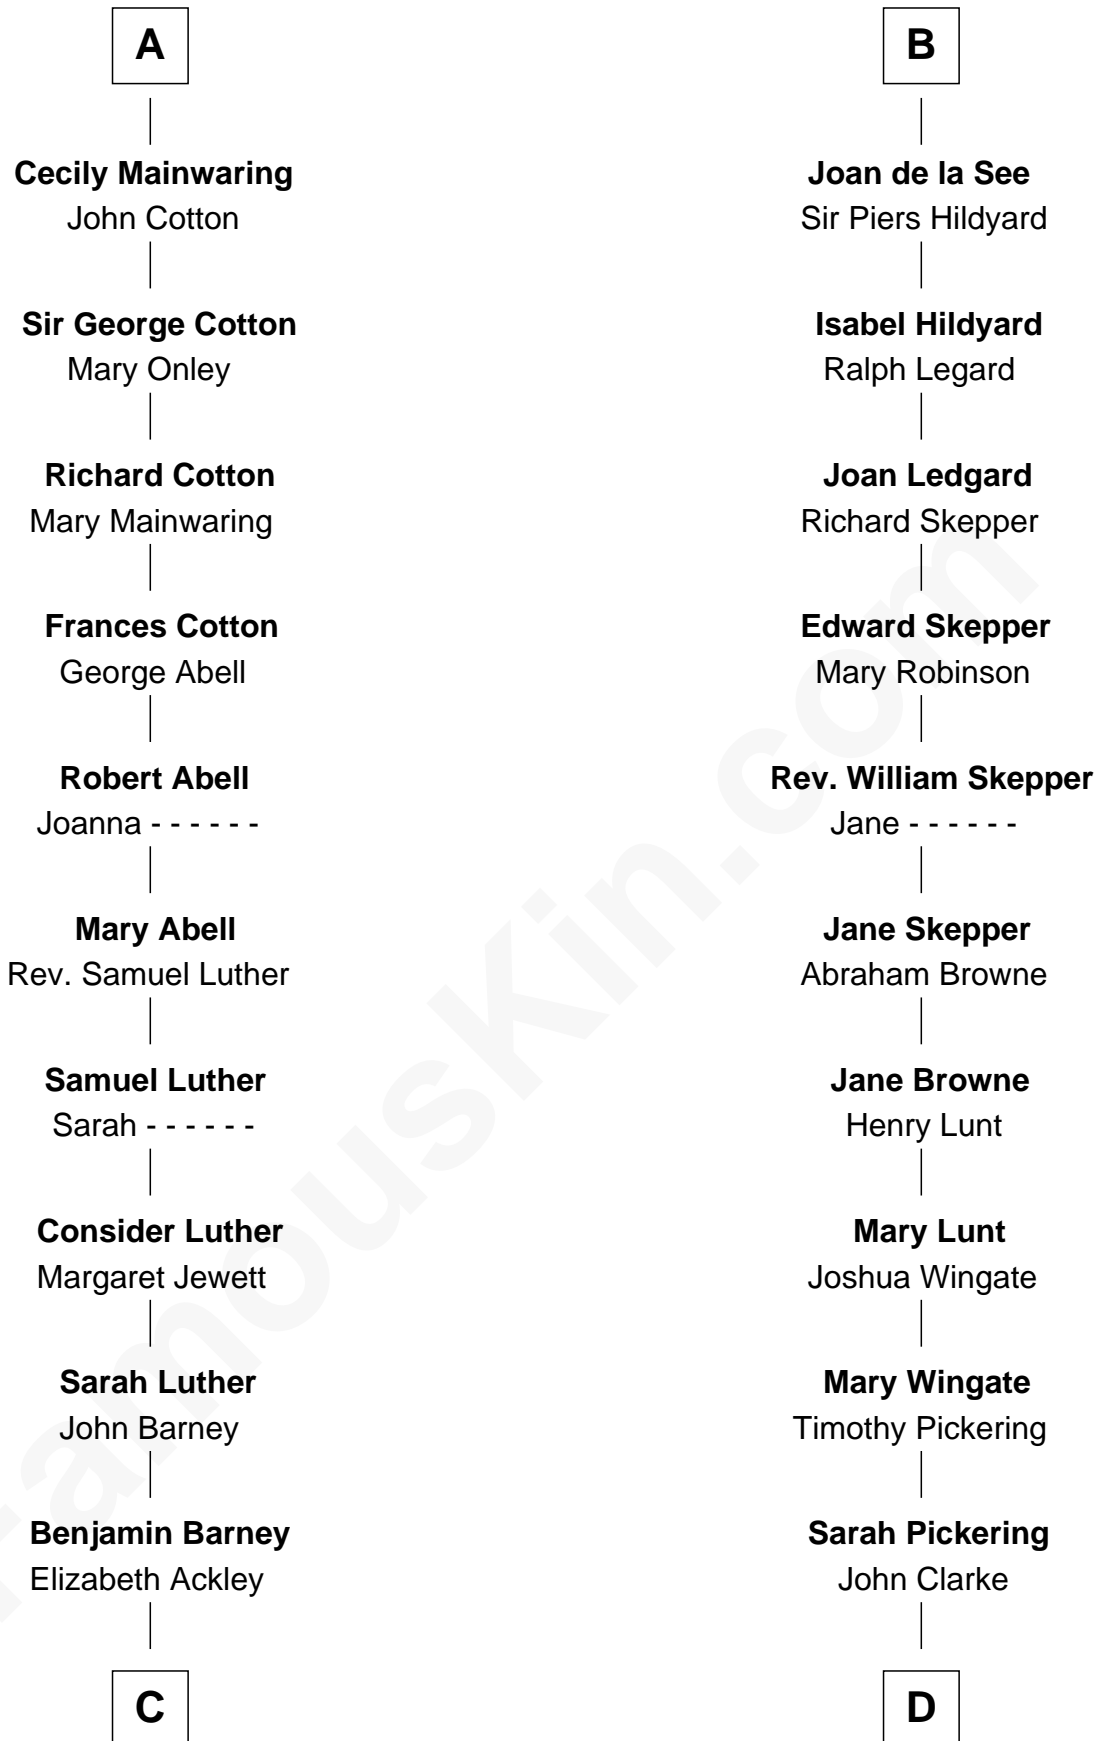 A
Cecily Mainwaring
John Cotton
Sir George Cotton
Mary Onley
Richard Cotton
Mary Mainwaring
Frances Cotton
George Abell
Robert Abell
Joanna - - - - - -
Mary Abell
Rev. Samuel Luther
Samuel Luther
Sarah - - - - - -
Consider Luther
Margaret Jewett
Sarah Luther
John Barney
Benjamin Barney
Elizabeth Ackley
C
B
Joan de la See
Sir Piers Hildyard
Isabel Hildyard
Ralph Legard
Joan Ledgard
Richard Skepper
Edward Skepper
Mary Robinson
Rev. William Skepper
Jane - - - - - -
Jane Skepper
Abraham Browne
Jane Browne
Henry Lunt
Mary Lunt
Joshua Wingate
Mary Wingate
Timothy Pickering
Sarah Pickering
John Clarke
D
FamousKin.com